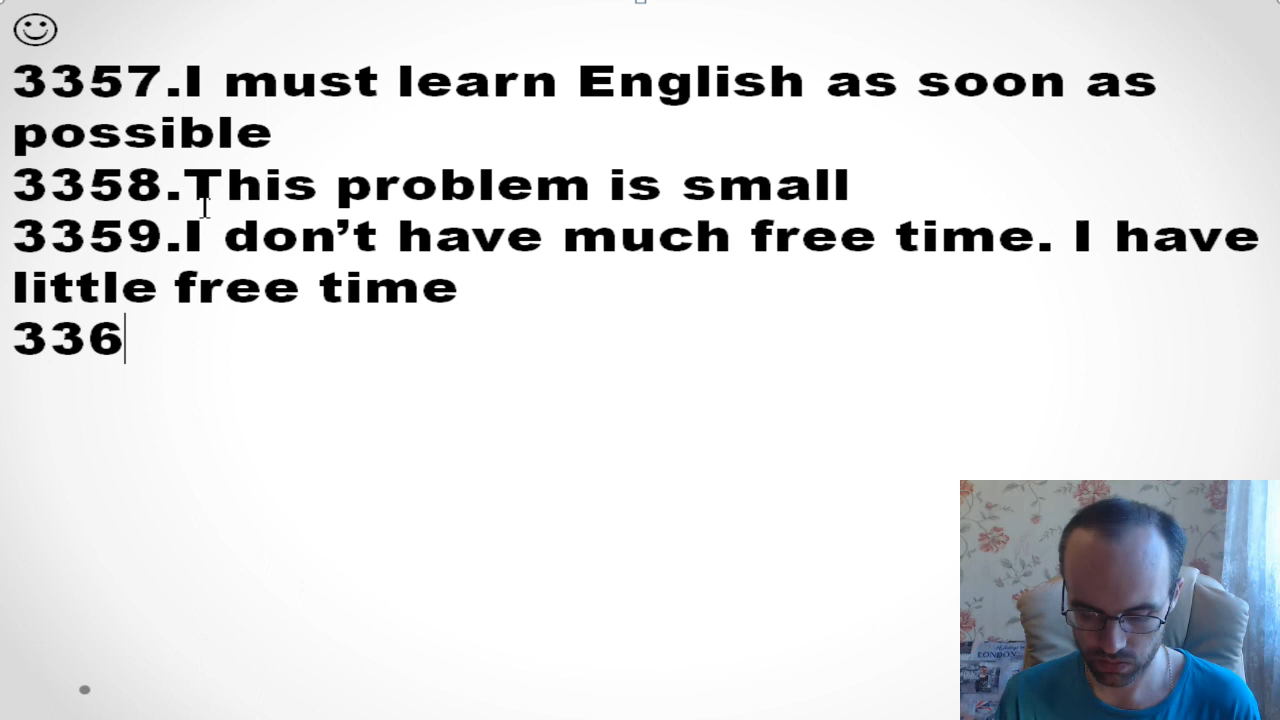 3357.I must learn English as soon as
possible
3358.This problem is small
3359.I don’t have much free time. I have
little free time
336
LONDON